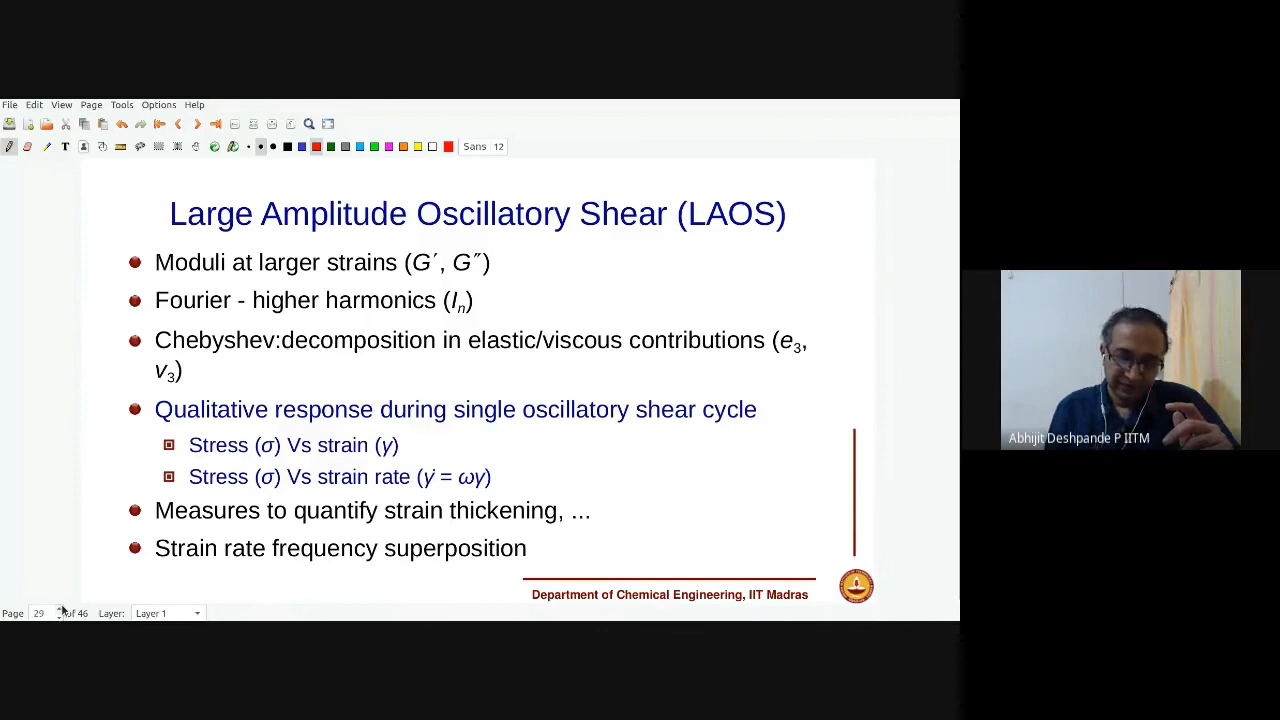 File Edit View Page Tools Options Help
T Sans 12
Large Amplitude Oscillatory Shear (LAOS)
Moduli at larger strains (G′, G″)
Fourier - higher harmonics (Iₙ)
Chebyshev:decomposition in elastic/viscous contributions (e₃,
v₃)
Qualitative response during single oscillatory shear cycle
Stress (σ) Vs strain (γ)
Stress (σ) Vs strain rate (γ̇ = ωγ)
Measures to quantify strain thickening, ...
Strain rate frequency superposition
Department of Chemical Engineering, IIT Madras
Page 29 of 46 Layer: Layer 1
Abhijit Deshpande P IITM